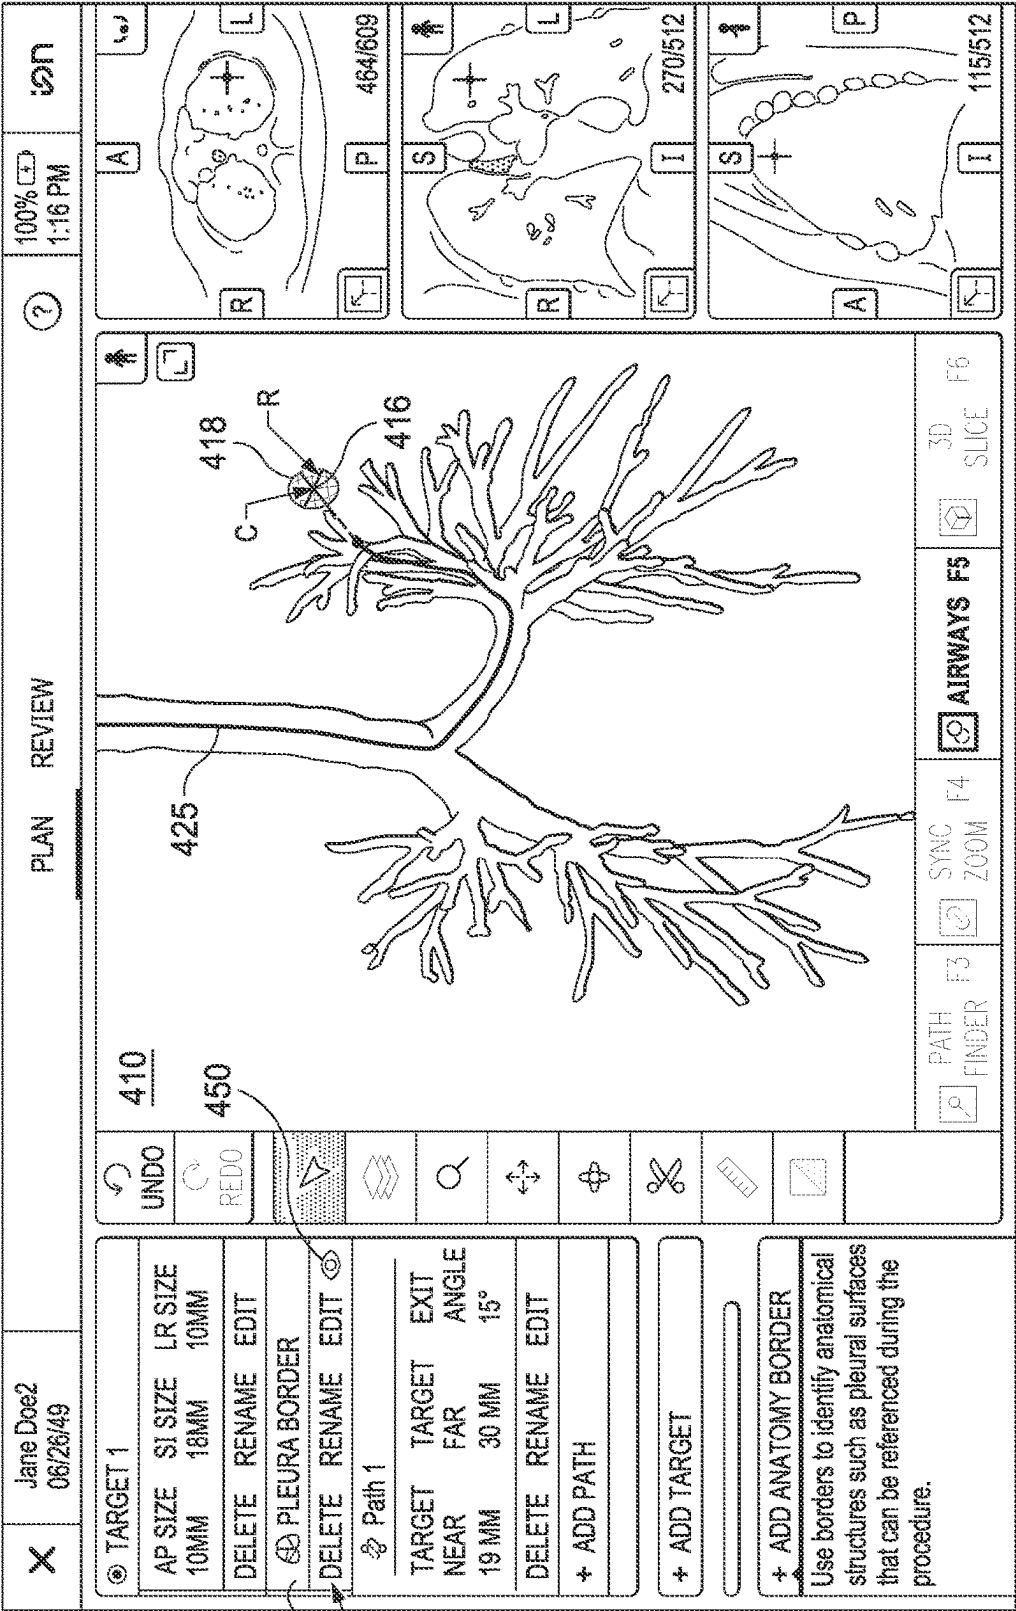 Jane Doe2
06/26/49
PLAN REVIEW
?
100%
1:16 PM
TARGET 1
AP SIZE SI SIZE LR SIZE
10MM 18MM 10MM
DELETE RENAME EDIT
PLEURA BORDER
DELETE RENAME EDIT
Path 1
TARGET TARGET EXIT
NEAR FAR ANGLE
19 MM 30 MM 15°
DELETE RENAME EDIT
+ ADD PATH
+ ADD TARGET
+ ADD ANATOMY BORDER
Use borders to identify anatomical
structures such as pleural surfaces
that can be referenced during the
procedure.
UNDO
REDO
450
410
425
C
418
R
416
PATH FINDER F3
SYNC ZOOM F4
AIRWAYS F5
3D SLICE F6
A
L
R
P
464/609
S
L
R
I
270/512
S
P
A
I
115/512